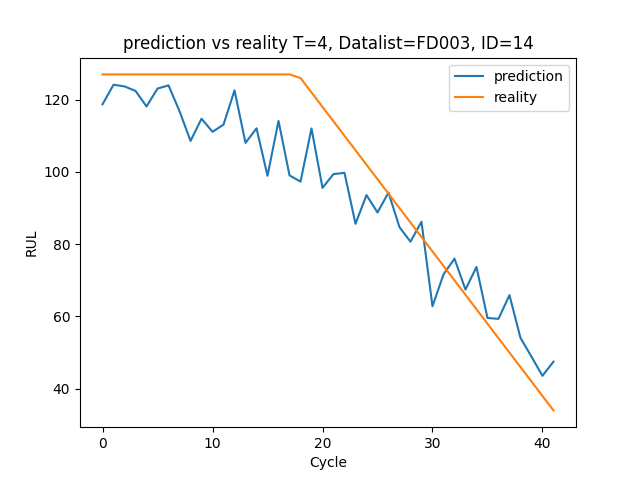 prediction vs reality T=4, Datalist=FD003, ID=14
prediction
reality
120
100
80
60
40
RUL
0 10 20 30 40
Cycle